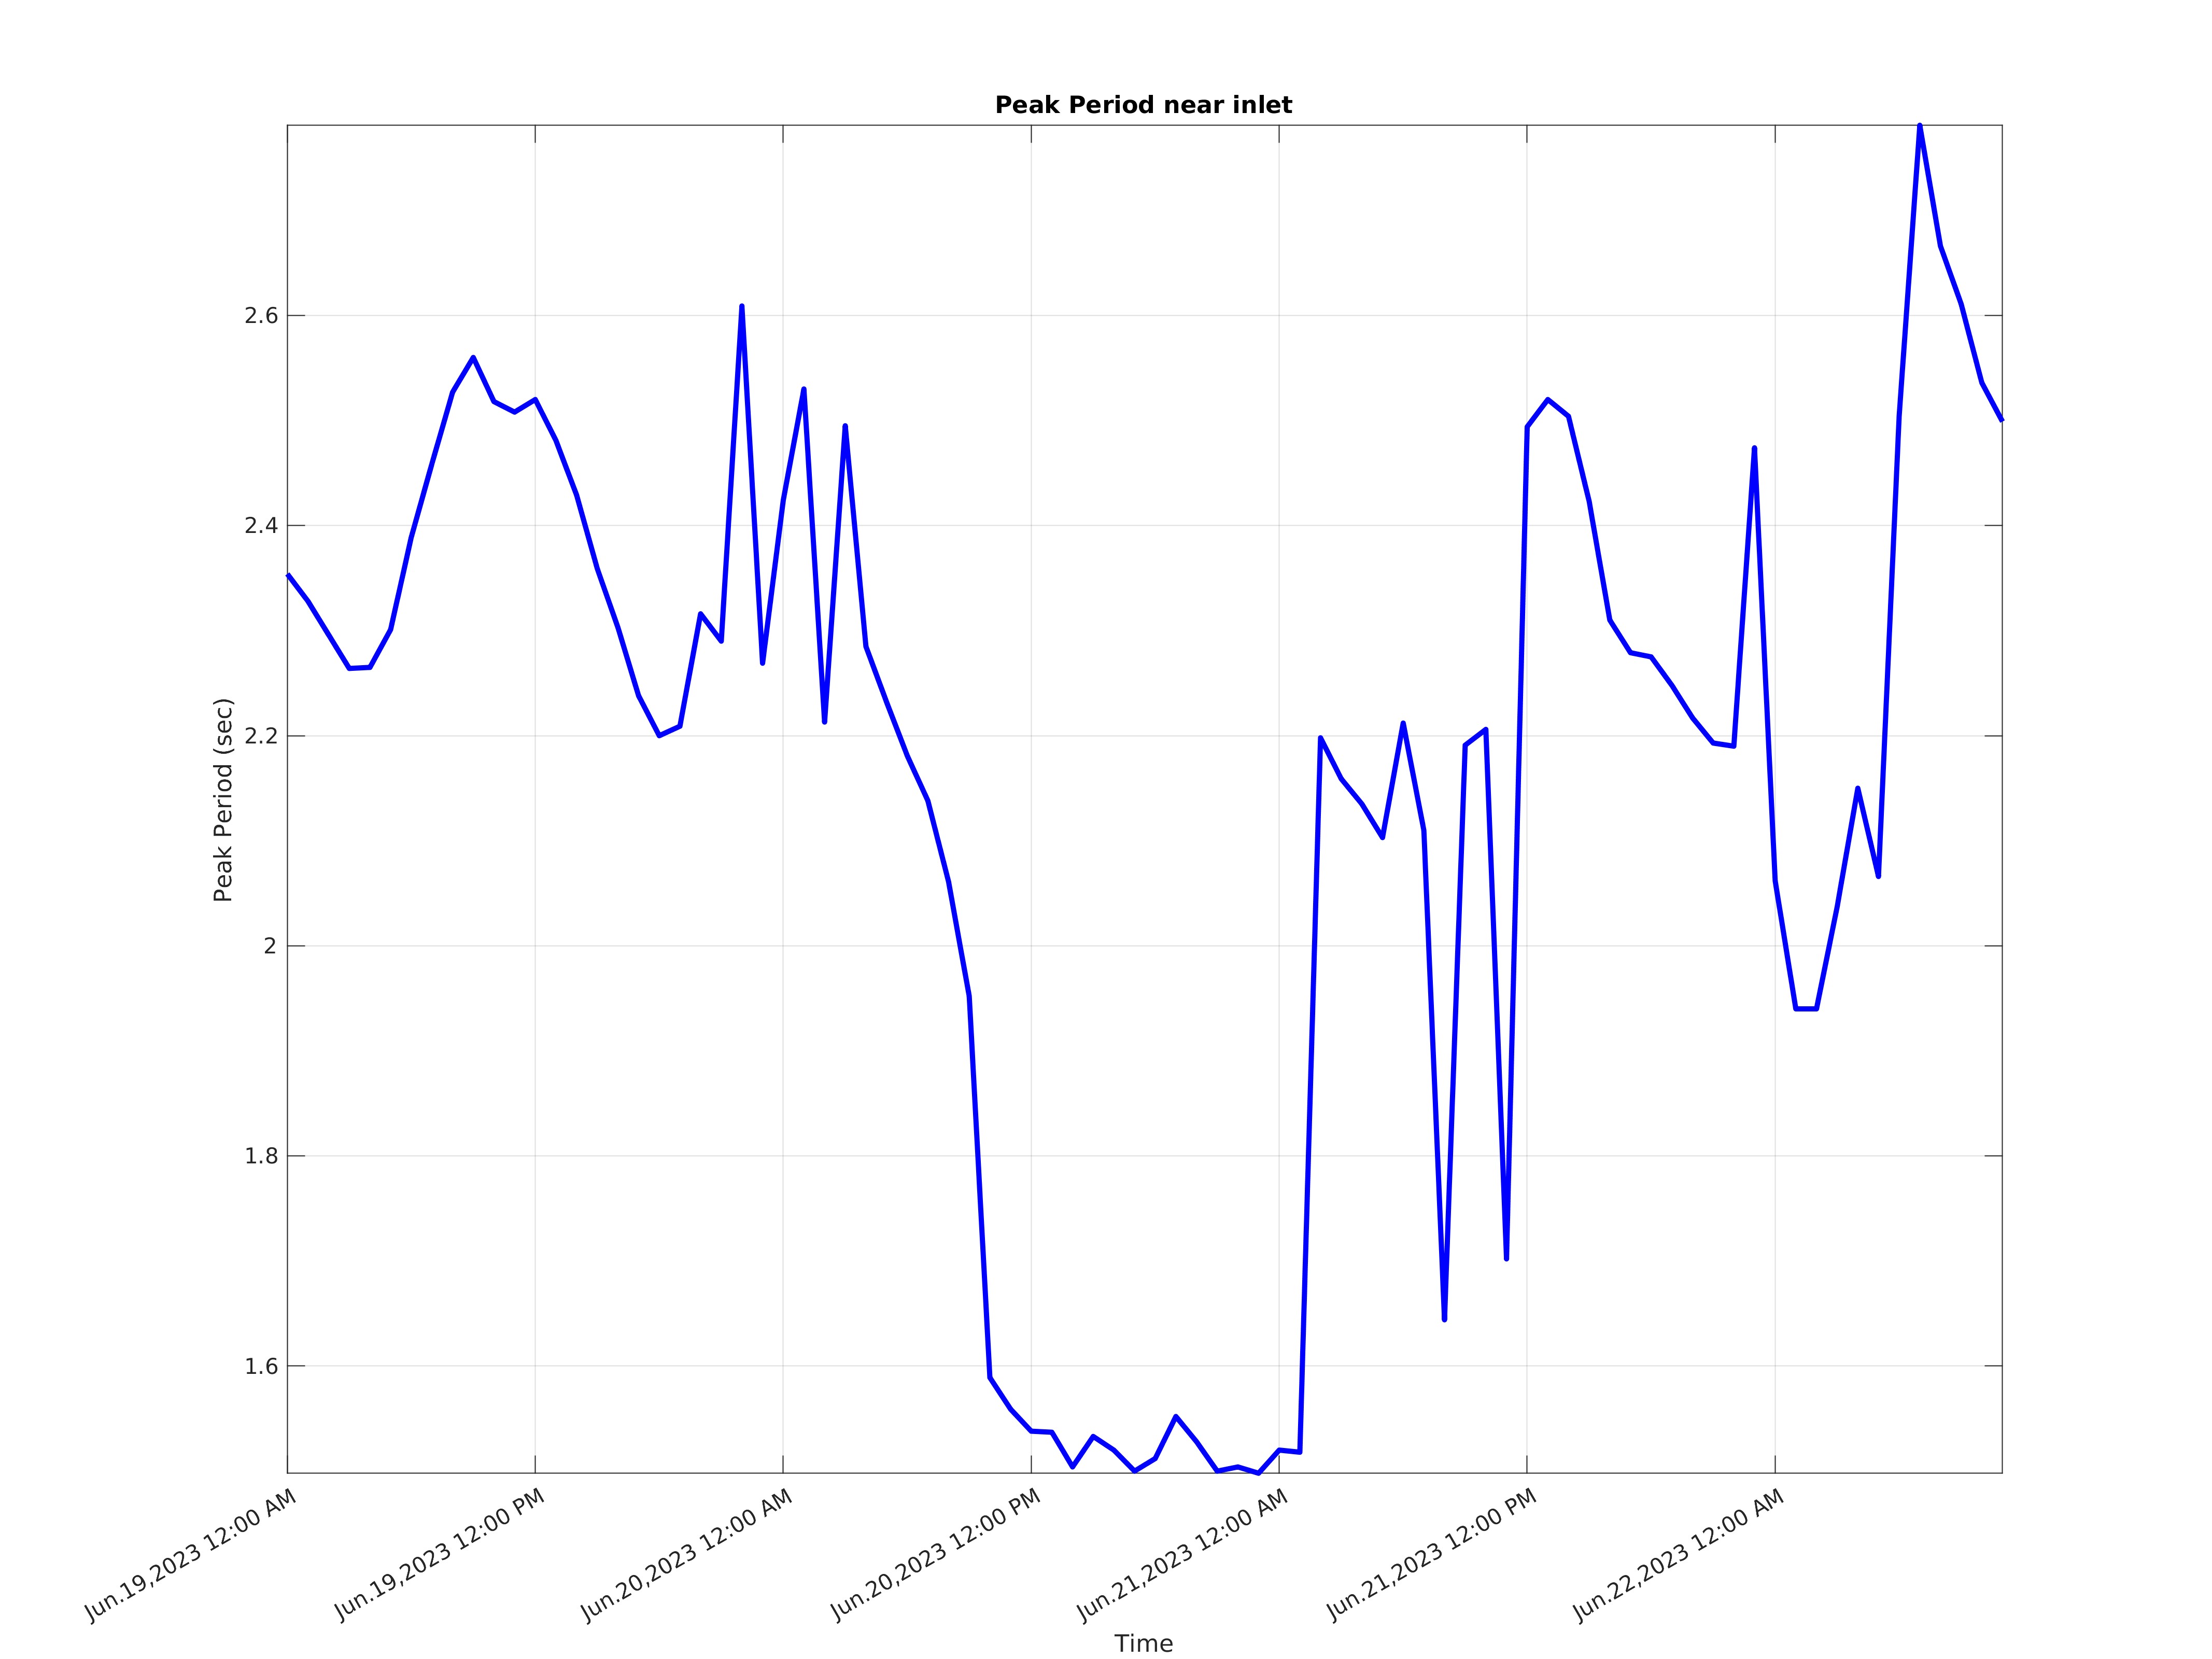 Peak Period near inlet
Peak Period (sec)
2.6
2.4
2.2
2
1.8
1.6
Jun.19,2023 12:00 AM
Jun.19,2023 12:00 PM
Jun.20,2023 12:00 AM
Jun.20,2023 12:00 PM
Jun.21,2023 12:00 AM
Jun.21,2023 12:00 PM
Jun.22,2023 12:00 AM
Time